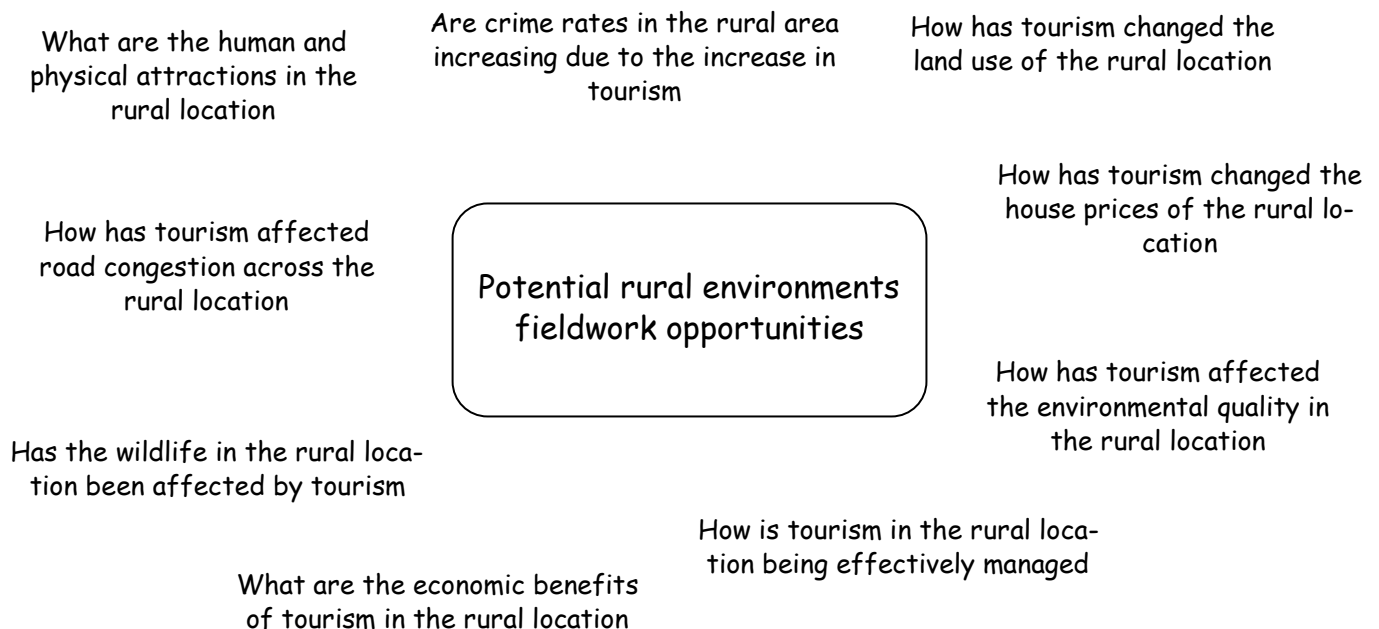 What are the human and
physical attractions in the
rural location
Are crime rates in the rural area
increasing due to the increase in
tourism
How has tourism changed the
land use of the rural location
How has tourism changed the
house prices of the rural lo-
cation
How has tourism affected
road congestion across the
rural location
Potential rural environments
fieldwork opportunities
How has tourism affected
the environmental quality in
the rural location
Has the wildlife in the rural loca-
tion been affected by tourism
How is tourism in the rural loca-
tion being effectively managed
What are the economic benefits
of tourism in the rural location